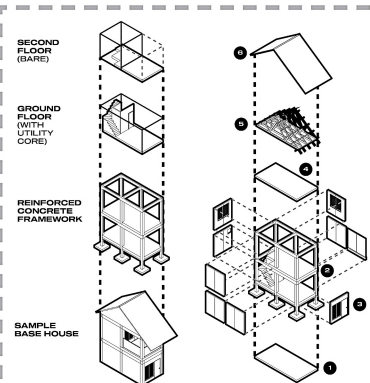 SECOND
FLOOR
(BARE)
GROUND
FLOOR
(WITH
UTILITY
CORE)
REINFORCED
CONCRETE
FRAMEWORK
SAMPLE
BASE HOUSE
6
5
4
2
3
1